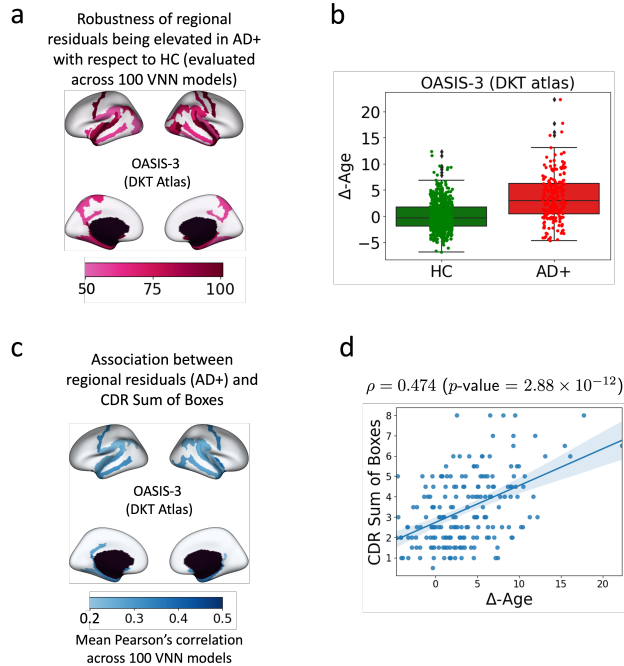 a
Robustness of regional
residuals being elevated in AD+
with respect to HC (evaluated
across 100 VNN models)
OASIS-3
(DKT Atlas)
50 75 100
b
OASIS-3 (DKT atlas)
Δ-Age
20
15
10
5
0
−5
HC AD+
c
Association between
regional residuals (AD+) and
CDR Sum of Boxes
OASIS-3
(DKT Atlas)
0.2 0.3 0.4 0.5
Mean Pearson's correlation
across 100 VNN models
d
ρ = 0.474 (p-value = 2.88 × 10⁻¹²)
CDR Sum of Boxes
8
7
6
5
4
3
2
1
0 5 10 15 20
Δ-Age